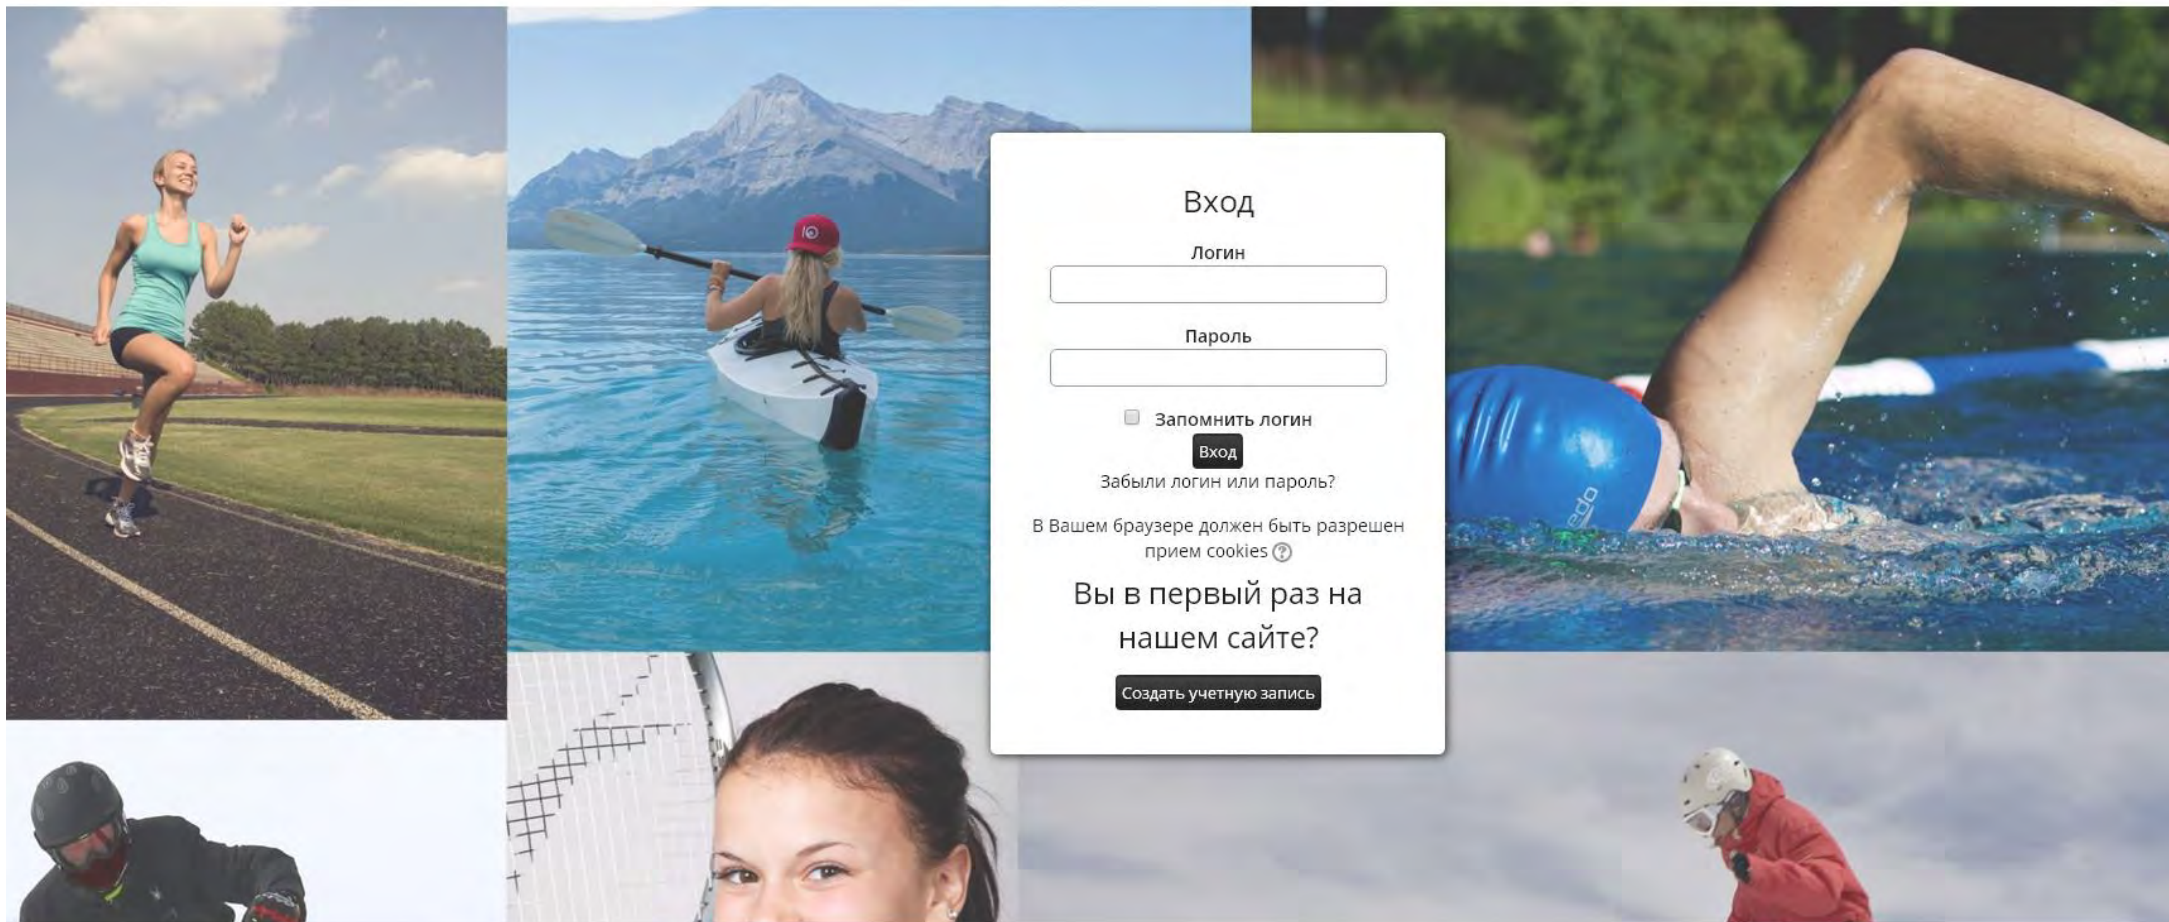 Вход
Логин
Пароль
Запомнить логин
Вход
Забыли логин или пароль?
В Вашем браузере должен быть разрешен
прием cookies ?
Вы в первый раз на
нашем сайте?
Создать учетную запись
edo